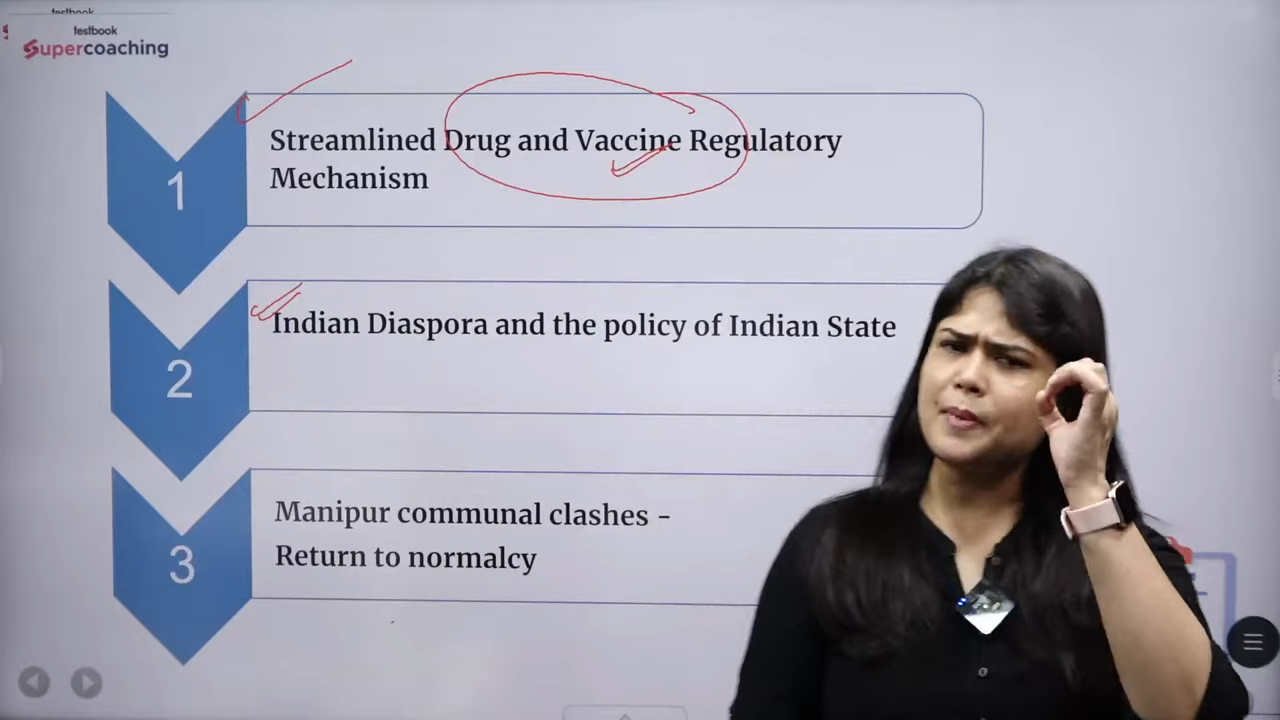 testbook
testbook
Supercoaching
1
Streamlined Drug and Vaccine Regulatory
Mechanism
2
Indian Diaspora and the policy of Indian State
3
Manipur communal clashes -
Return to normalcy